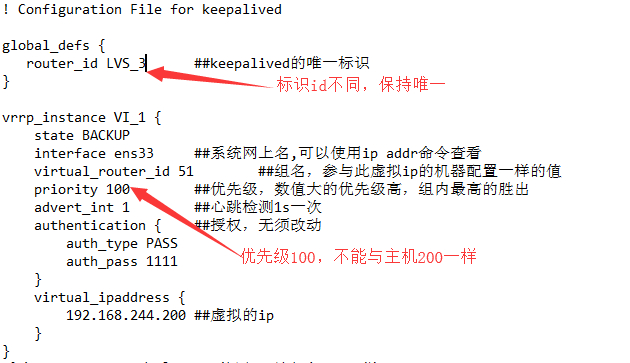 ! Configuration File for keepalived
global_defs {
router_id LVS_3 ##keepalived的唯一标识
标识id不同，保持唯一
}
vrrp_instance VI_1 {
state BACKUP
interface ens33 ##系统网上名,可以使用ip addr命令查看
virtual_router_id 51 ##组名，参与此虚拟ip的机器配置一样的值
priority 100 ##优先级，数值大的优先级高，组内最高的胜出
advert_int 1 ##心跳检测1s一次
authentication { ##授权，无须改动
auth_type PASS
auth_pass 1111
优先级100，不能与主机200一样
}
virtual_ipaddress {
192.168.244.200 ##虚拟的ip
}
}